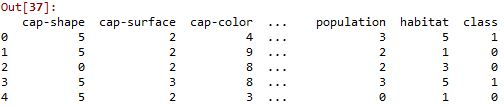 Out[37]:
cap-shape cap-surface cap-color ... population habitat class
0 5 2 4 ... 3 5 1
1 5 2 9 ... 2 1 0
2 0 2 8 ... 2 3 0
3 5 3 8 ... 3 5 1
4 5 2 3 ... 0 1 0